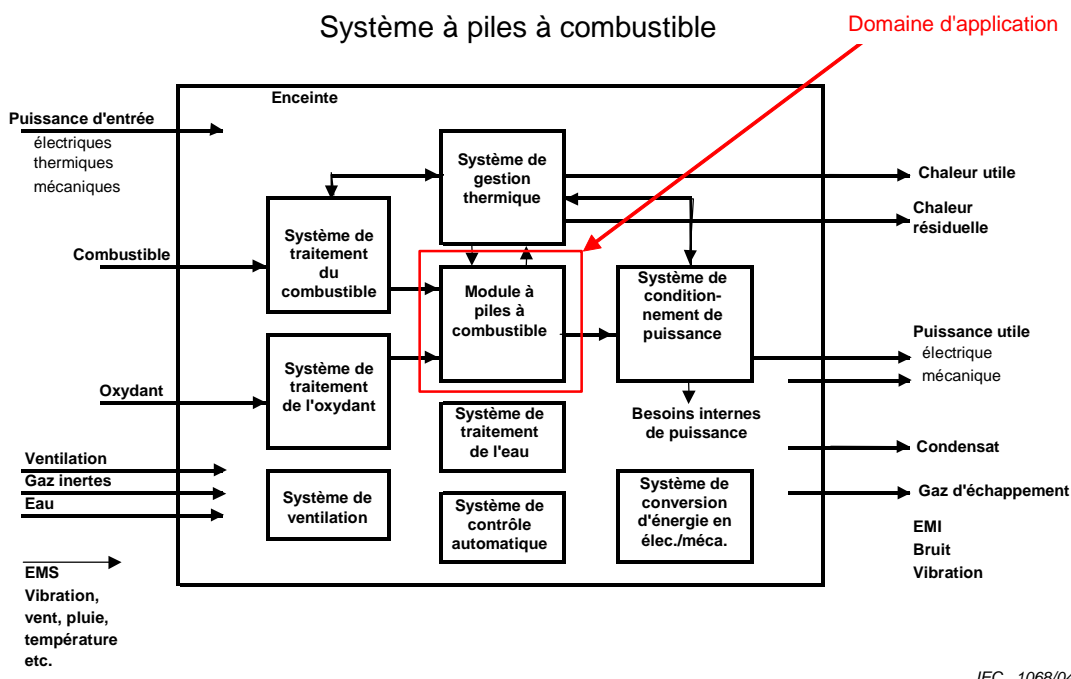 Système à piles à combustible
Domaine d'application
Enceinte
Puissance d'entrée
électriques
thermiques
mécaniques
Système de
gestion
thermique
Chaleur utile
Chaleur
résiduelle
Combustible
Système de
traitement
du
combustible
Module à
piles à
combustible
Système de
condition-
nement de
puissance
Puissance utile
électrique
mécanique
Oxydant
Système de
traitement
de l'oxydant
Système de
traitement
de l'eau
Besoins internes
de puissance
Condensat
Ventilation
Gaz inertes
Eau
Système de
ventilation
Système de
contrôle
automatique
Système de
conversion
d'énergie en
élec./méca.
Gaz d'échappement
EMI
Bruit
Vibration
EMS
Vibration,
vent, pluie,
température
etc.
IEC 1068/04